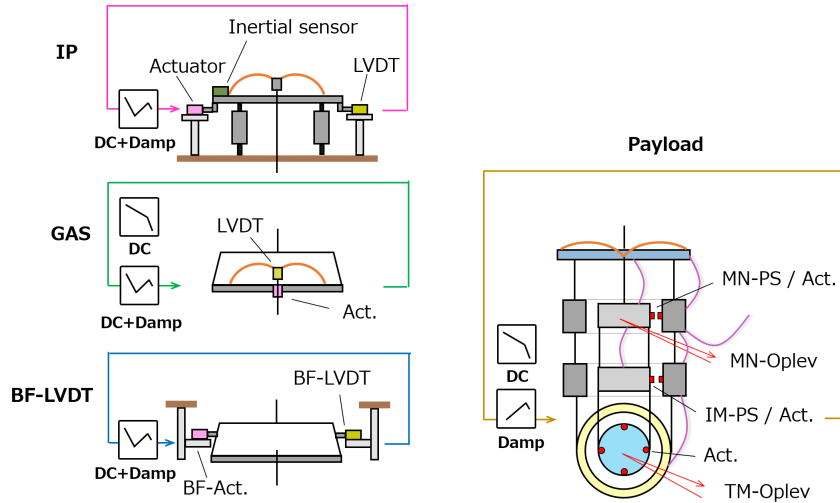 IP
Inertial sensor
Actuator
LVDT
DC+Damp
GAS
DC
LVDT
DC+Damp
Act.
BF-LVDT
BF-LVDT
DC+Damp
BF-Act.
Payload
MN-PS / Act.
MN-Oplev
DC
IM-PS / Act.
Damp
Act.
TM-Oplev